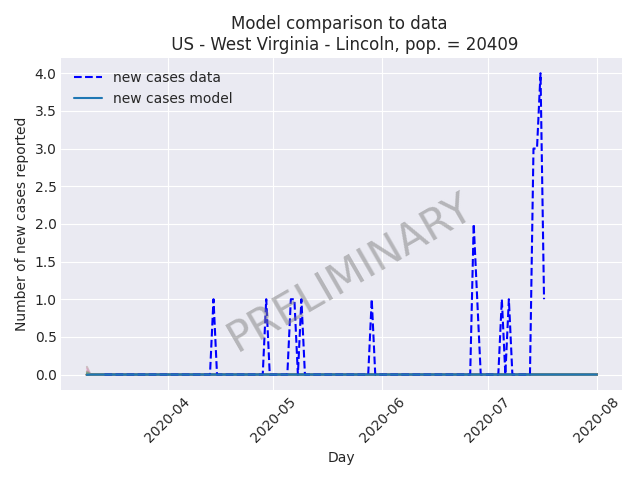 Model comparison to data
US - West Virginia - Lincoln, pop. = 20409
new cases data
new cases model
Number of new cases reported
4.0
3.5
3.0
2.5
2.0
1.5
1.0
0.5
0.0
PRELIMINARY
2020-04
2020-05
2020-06
2020-07
2020-08
Day